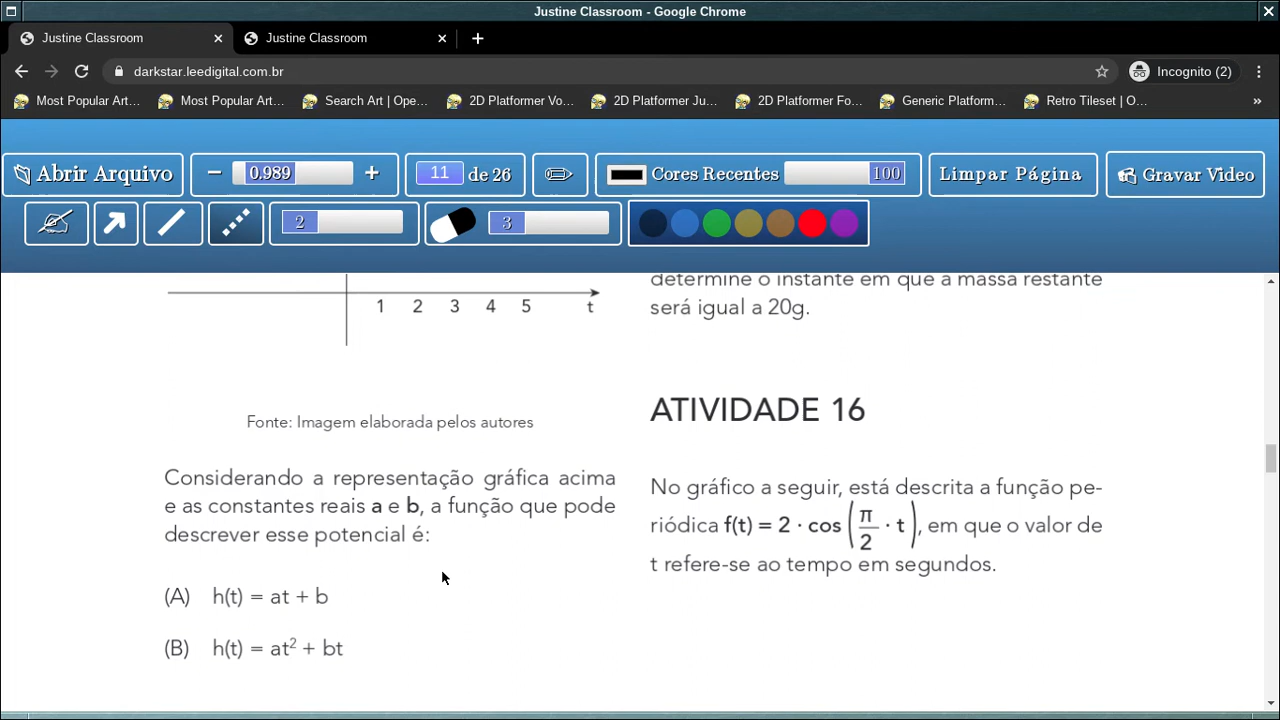 Justine Classroom - Google Chrome
Justine Classroom
Justine Classroom
darkstar.leedigital.com.br
Incognito (2)
Most Popular Art…
Most Popular Art…
Search Art | Ope…
2D Platformer Vo…
2D Platformer Ju…
2D Platformer Fo…
Generic Platform…
Retro Tileset | O…
Abrir Arquivo
0.989
11 de 26
Cores Recentes
100
Limpar Página
Gravar Video
2
3
1 2 3 4 5 t
Fonte: Imagem elaborada pelos autores
Considerando a representação gráfica acima
e as constantes reais a e b, a função que pode
descrever esse potencial é:
(A) h(t) = at + b
(B) h(t) = at² + bt
determine o instante em que a massa restante
será igual a 20g.
ATIVIDADE 16
No gráfico a seguir, está descrita a função pe-
riódica f(t) = 2 · cos (π/2 · t), em que o valor de
t refere-se ao tempo em segundos.